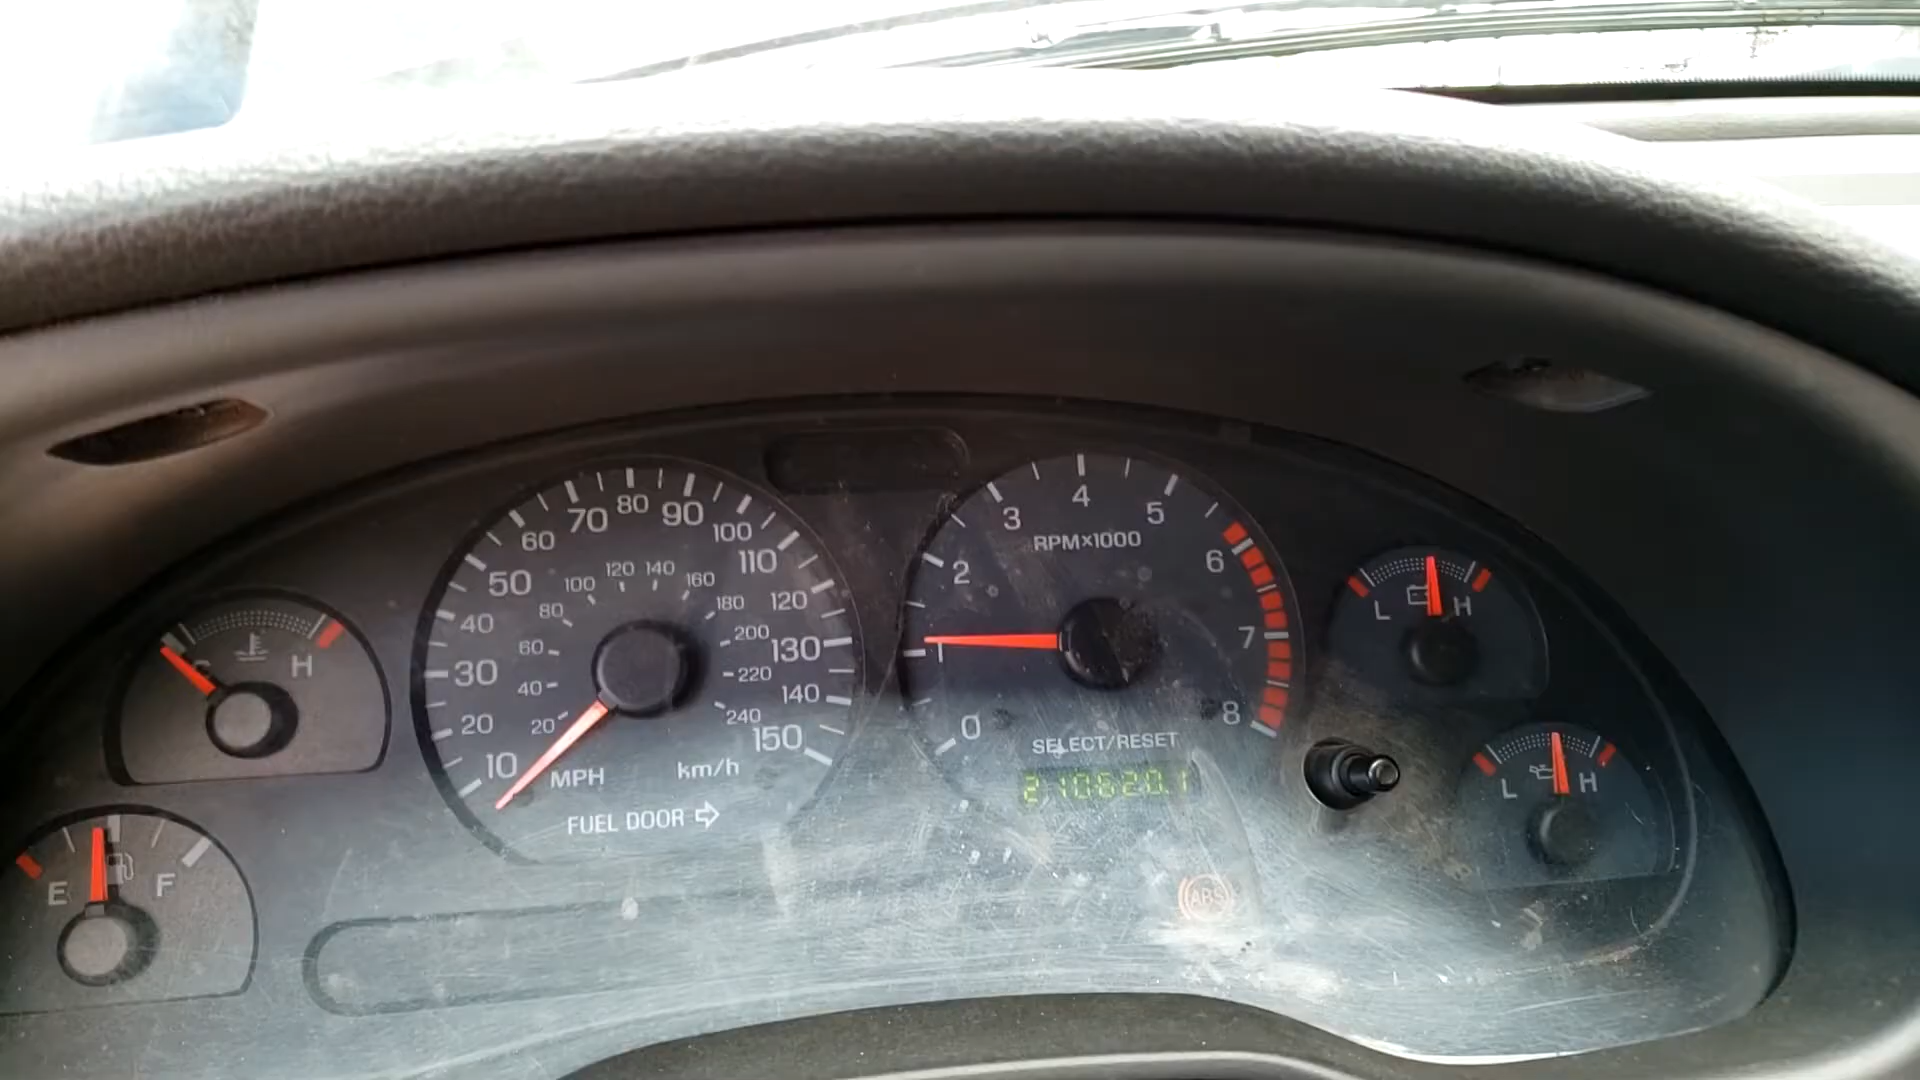 10
20
30
40
50
60
70
80
90
100
110
120
130
140
150
20
40
60
80
100
120
140
160
180
200
220
240
MPH
km/h
FUEL DOOR
0
1
2
3
4
5
6
7
8
RPM×1000
SELECT/RESET
210628.1
ABS
H
E
F
L
H
L
H